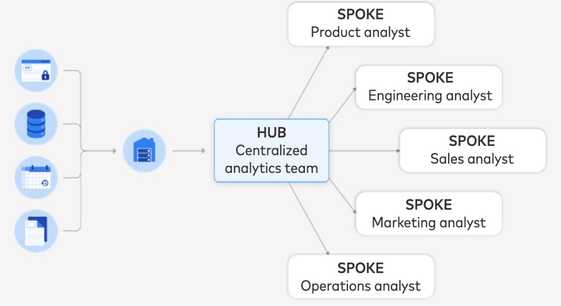 SPOKE
Product analyst
SPOKE
Engineering analyst
HUB
Centralized
analytics team
SPOKE
Sales analyst
SPOKE
Marketing analyst
SPOKE
Operations analyst